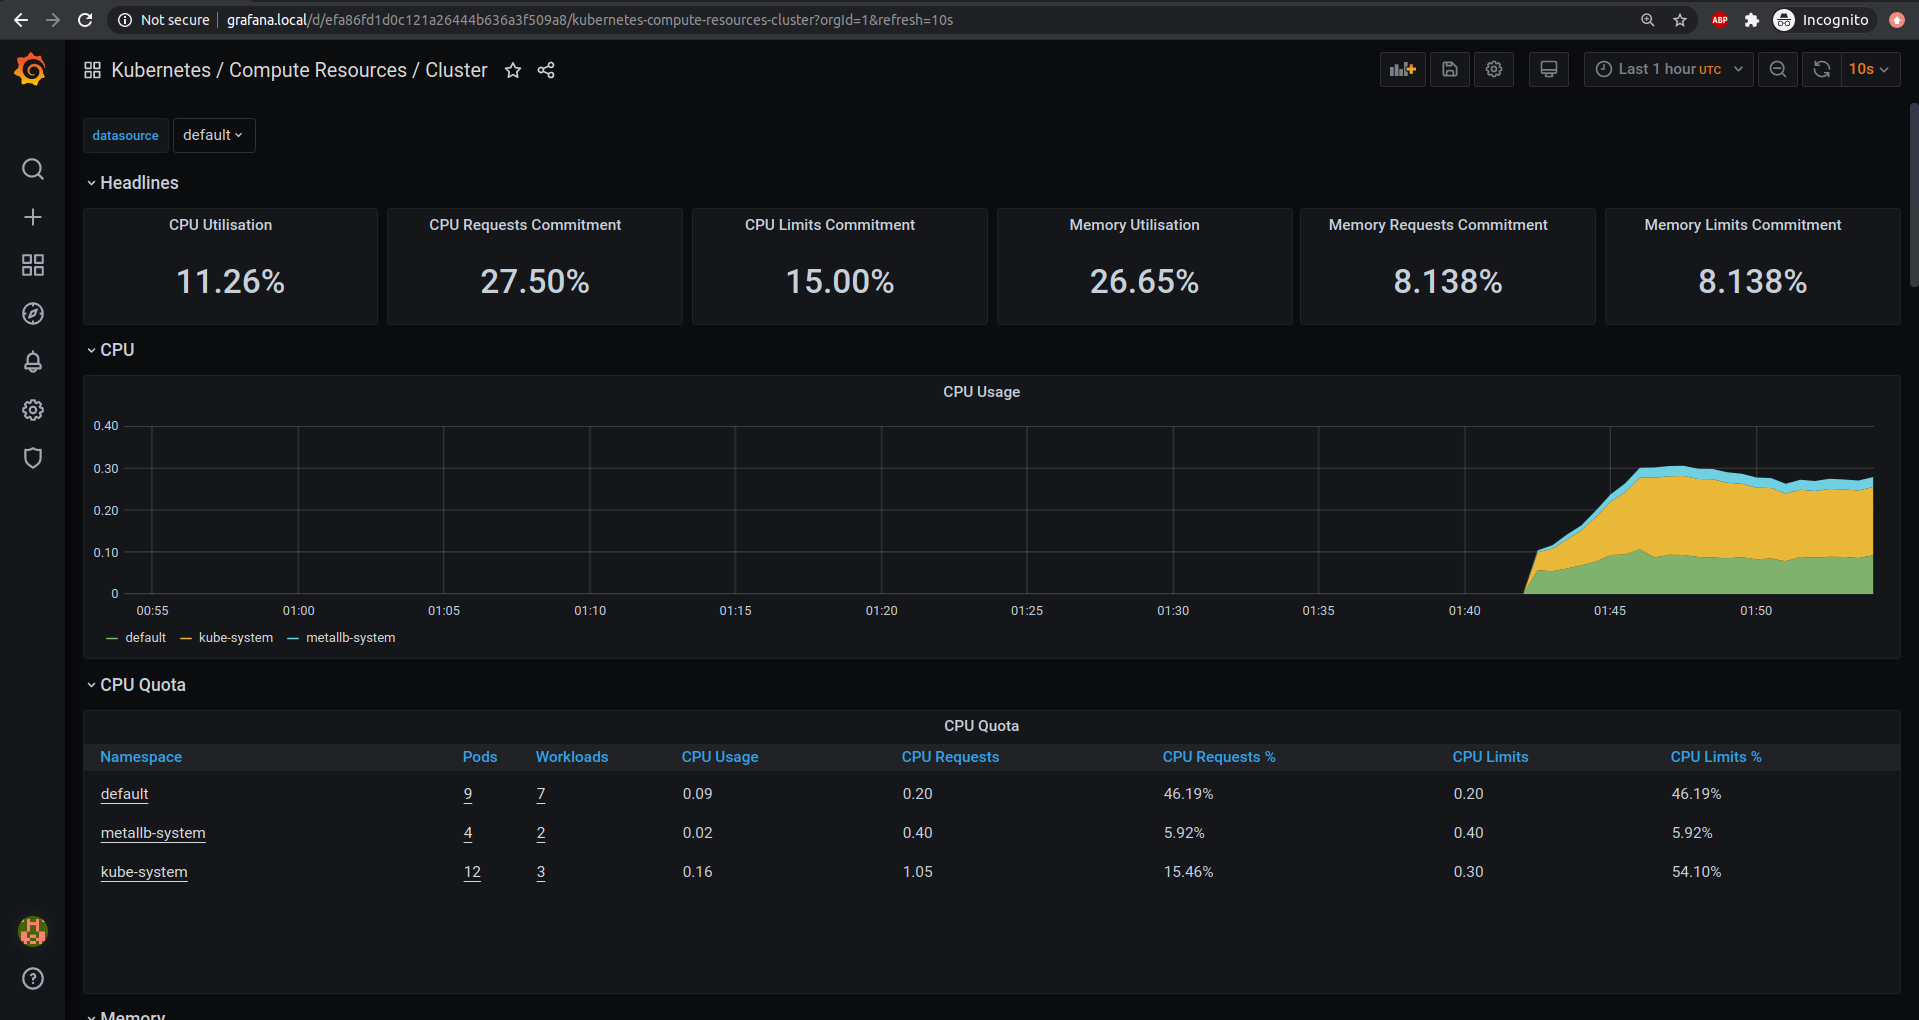 Not secure | grafana.local/d/efa86fd1d0c121a26444b636a3f509a8/kubernetes-compute-resources-cluster?orgId=1&refresh=10s ABP Incognito
Kubernetes / Compute Resources / Cluster Last 1 hour UTC 10s
datasource default
Headlines
CPU Utilisation CPU Requests Commitment CPU Limits Commitment Memory Utilisation Memory Requests Commitment Memory Limits Commitment
11.26% 27.50% 15.00% 26.65% 8.138% 8.138%
CPU
CPU Usage
0.40
0.30
0.20
0.10
0
00:55 01:00 01:05 01:10 01:15 01:20 01:25 01:30 01:35 01:40 01:45 01:50
default kube-system metallb-system
CPU Quota
CPU Quota
Namespace Pods Workloads CPU Usage CPU Requests CPU Requests % CPU Limits CPU Limits %
default 9 7 0.09 0.20 46.19% 0.20 46.19%
metallb-system 4 2 0.02 0.40 5.92% 0.40 5.92%
kube-system 12 3 0.16 1.05 15.46% 0.30 54.10%
Memory